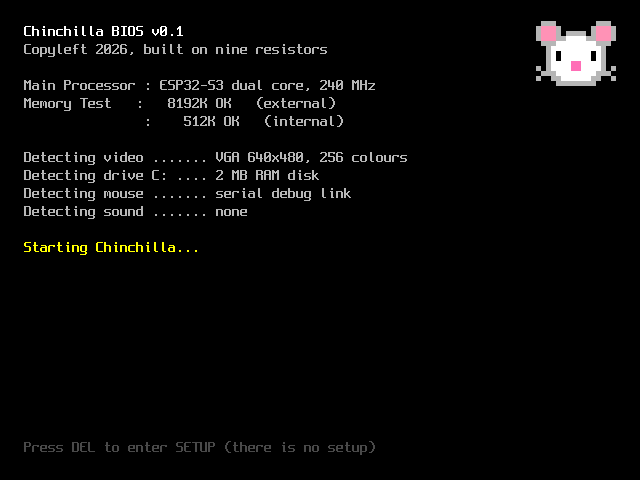 Chinchilla BIOS v0.1
Copyleft 2026, built on nine resistors
Main Processor : ESP32-S3 dual core, 240 MHz
Memory Test   :   8192K OK   (external)
:    512K OK   (internal)
Detecting video ....... VGA 640x480, 256 colours
Detecting drive C: .... 2 MB RAM disk
Detecting mouse ....... serial debug link
Detecting sound ....... none
Starting Chinchilla...
Press DEL to enter SETUP (there is no setup)